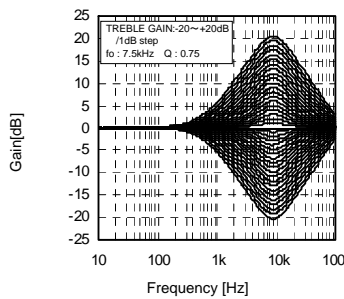 TREBLE GAIN:-20～+20dB
/1dB step
fo : 7.5kHz Q : 0.75
25
20
15
10
5
0
-5
-10
-15
-20
-25
Gain[dB]
10 100 1k 10k 100
Frequency [Hz]